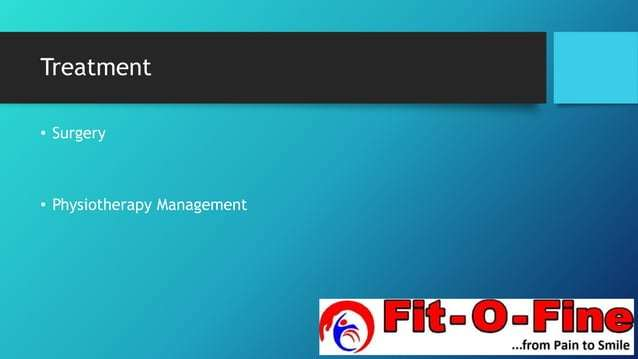 Treatment
• Surgery
• Physiotherapy Management
Fit-O-Fine
...from Pain to Smile